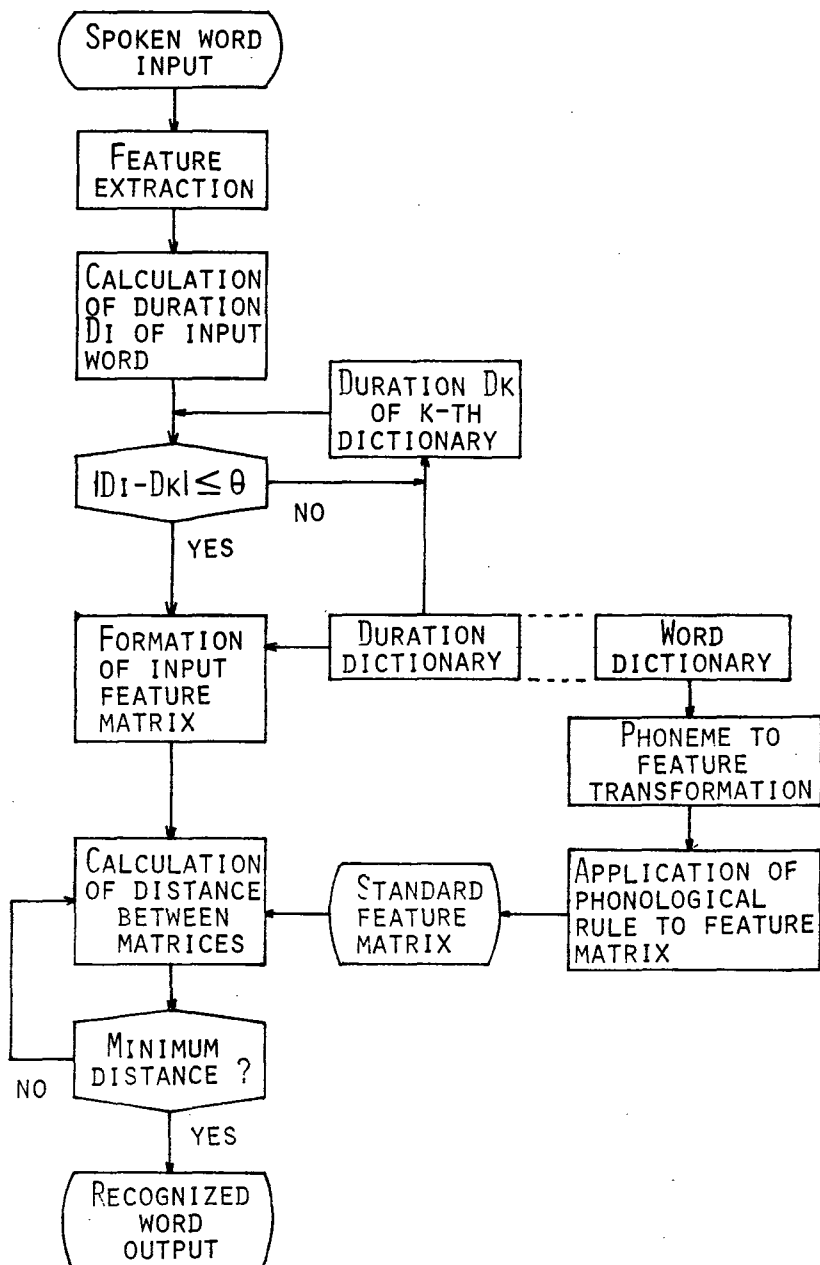 SPOKEN WORD
INPUT
FEATURE
EXTRACTION
CALCULATION
OF DURATION
DI OF INPUT
WORD
DURATION DK
OF K-TH
DICTIONARY
|DI-DK| ≤ θ
NO
YES
FORMATION
OF INPUT
FEATURE
MATRIX
DURATION
DICTIONARY
WORD
DICTIONARY
PHONEME TO
FEATURE
TRANSFORMATION
CALCULATION
OF DISTANCE
BETWEEN
MATRICES
STANDARD
FEATURE
MATRIX
APPLICATION OF
PHONOLOGICAL
RULE TO FEATURE
MATRIX
MINIMUM
DISTANCE ?
NO
YES
RECOGNIZED
WORD
OUTPUT